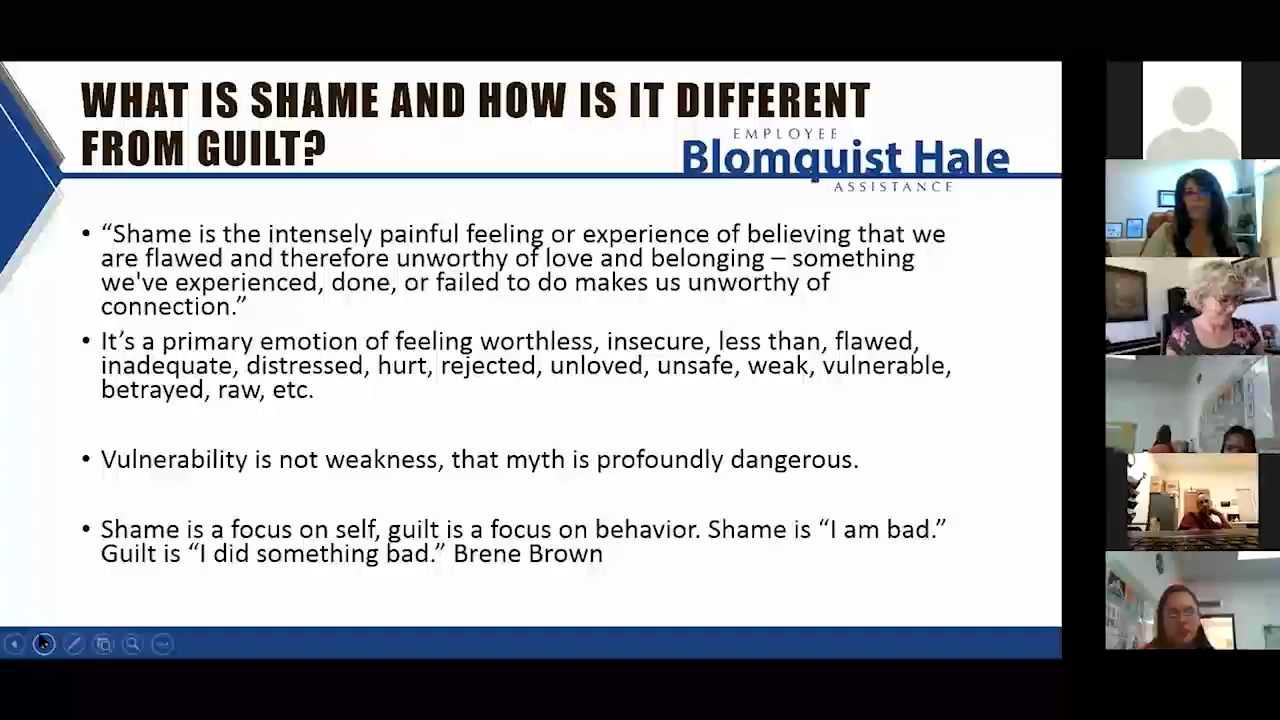 WHAT IS SHAME AND HOW IS IT DIFFERENT
FROM GUILT?
EMPLOYEE
Blomquist Hale
ASSISTANCE
• “Shame is the intensely painful feeling or experience of believing that we
are flawed and therefore unworthy of love and belonging – something
we've experienced, done, or failed to do makes us unworthy of
connection.”
• It’s a primary emotion of feeling worthless, insecure, less than, flawed,
inadequate, distressed, hurt, rejected, unloved, unsafe, weak, vulnerable,
betrayed, raw, etc.
• Vulnerability is not weakness, that myth is profoundly dangerous.
• Shame is a focus on self, guilt is a focus on behavior. Shame is “I am bad.”
Guilt is “I did something bad.” Brene Brown